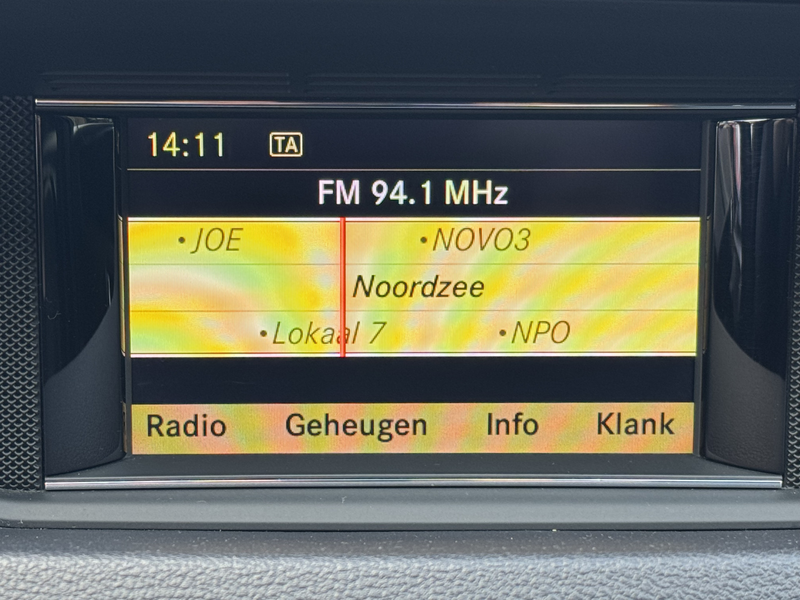 14:11 TA
FM 94.1 MHz
•JOE •NOVO3
Noordzee
•Lokaal 7 •NPO
Radio Geheugen Info Klank